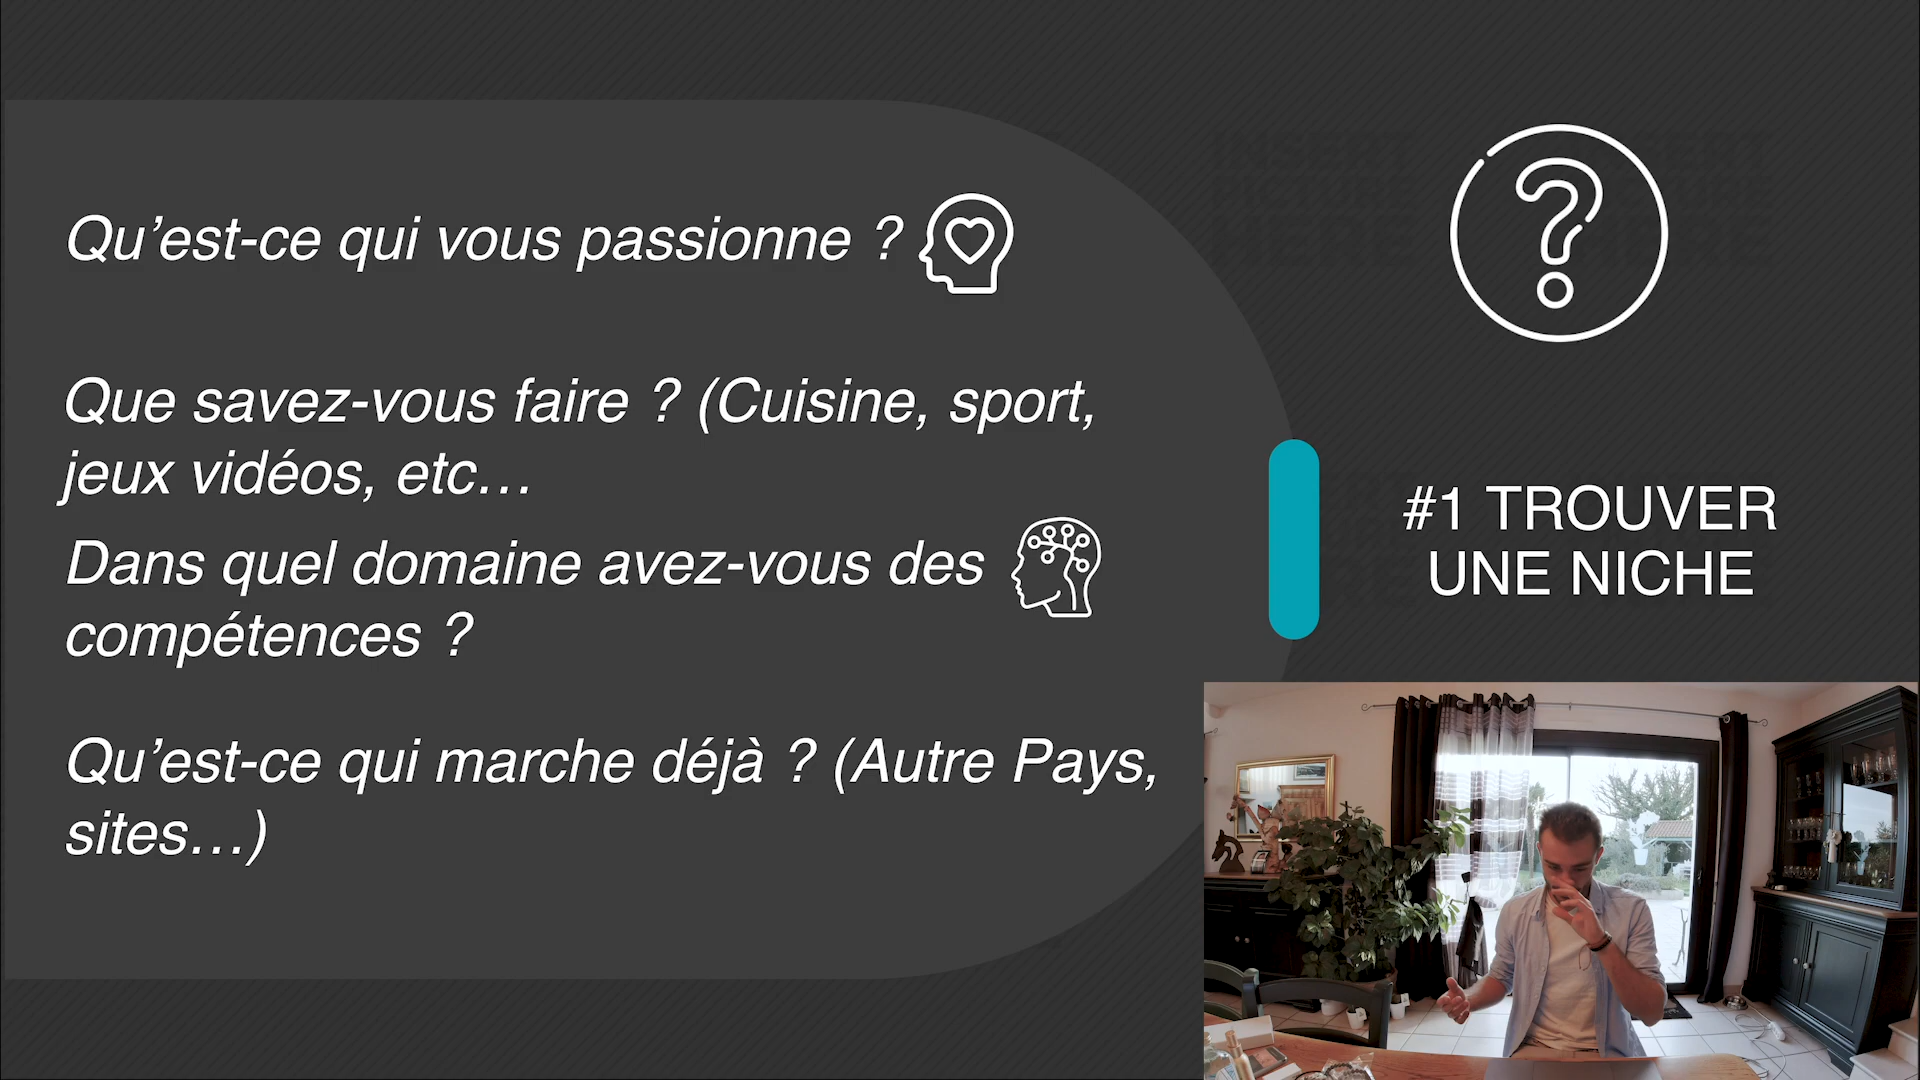 Qu’est-ce qui vous passionne ?
Que savez-vous faire ? (Cuisine, sport,
jeux vidéos, etc…
Dans quel domaine avez-vous des
compétences ?
Qu’est-ce qui marche déjà ? (Autre Pays,
sites…)
#1 TROUVER
UNE NICHE